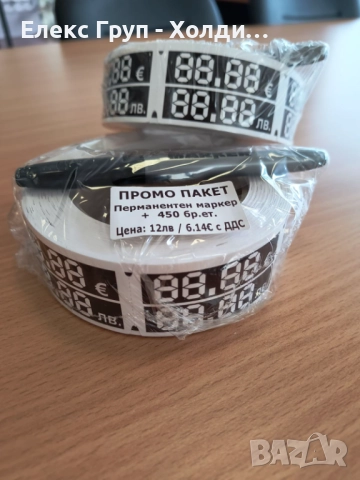 Елекс Груп - Холди...
88.88 € 88.88 €
88.88 лв. 88.88 лв.
MARKER
ПРОМО ПАКЕТ
Перманентен маркер
+ 450 бр.ет.
Цена: 12лв / 6.14€ с ДДС
88.88 € 88.88 €
88.88 лв. 88.88
BAZAR